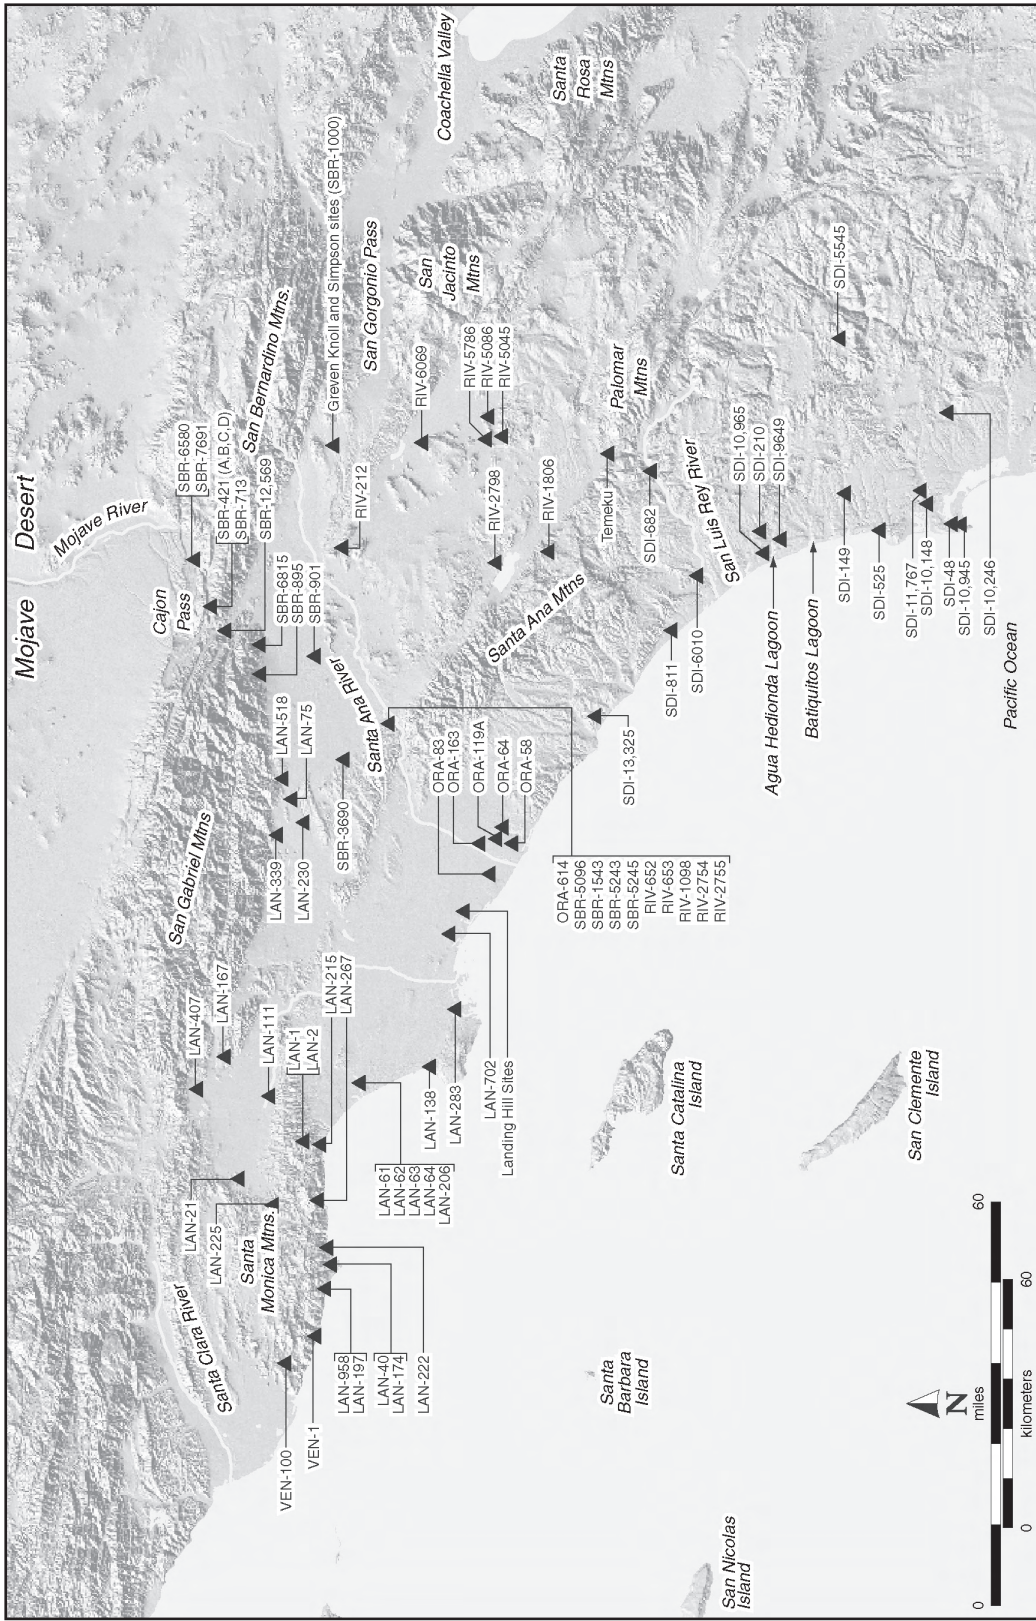 Mojave Desert
Mojave River
Cajon
Pass
SBR-6580
SBR-7691
SBR-421 (A,B,C,D)
SBR-713
SBR-12,569
San Bernardino Mtns.
Greven Knoll and Simpson sites (SBR-1000)
San Gorgonio Pass
Coachella Valley
San
Jacinto
Mtns
Santa
Rosa
Mtns
SBR-6815
SBR-895
SBR-901
RIV-212
RIV-6069
RIV-5786
RIV-5086
RIV-5045
RIV-2798
RIV-1806
Santa Ana River
Santa Ana Mtns
Temeku
Palomar
Mtns
SDI-682
San Luis Rey River
SDI-10,965
SDI-210
SDI-9649
SDI-5545
San Gabriel Mtns
LAN-518
LAN-75
LAN-339
LAN-230
SBR-3690
ORA-83
ORA-163
ORA-119A
ORA-64
ORA-58
SDI-13,325
SDI-811
SDI-6010
Agua Hedionda Lagoon
Batiquitos Lagoon
SDI-149
SDI-525
SDI-11,767
SDI-10,148
SDI-48
SDI-10,945
SDI-10,246
Pacific Ocean
ORA-614
SBR-5096
SBR-1543
SBR-5243
SBR-5245
RIV-652
RIV-653
RIV-1098
RIV-2754
RIV-2755
LAN-407
LAN-167
LAN-111
LAN-1
LAN-2
LAN-215
LAN-267
LAN-138
LAN-283
LAN-702
Landing Hill Sites
LAN-61
LAN-62
LAN-63
LAN-64
LAN-206
LAN-21
LAN-225
Santa
Monica Mtns.
Santa Clara River
VEN-100
VEN-1
LAN-958
LAN-197
LAN-40
LAN-174
LAN-222
Santa Catalina
Island
San Clemente
Island
Santa
Barbara
Island
San Nicolas
Island
N
0 miles 60
0 kilometers 60